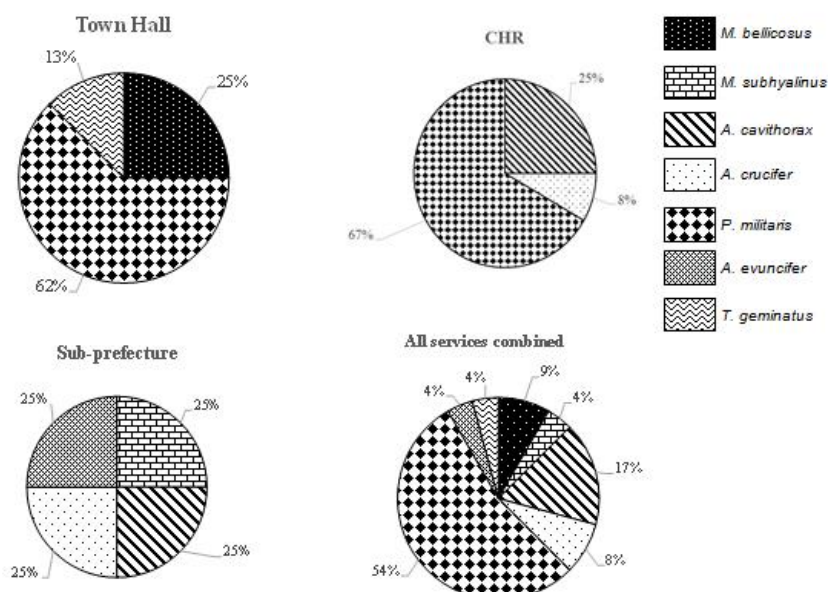 Town Hall
13%
25%
62%
CHR
25%
8%
67%
M. bellicosus
M. subhyalinus
A. cavithorax
A. crucifer
P. militaris
A. evuncifer
T. geminatus
Sub-prefecture
25%
25%
25%
25%
All services combined
4%
4%
9%
4%
17%
8%
54%